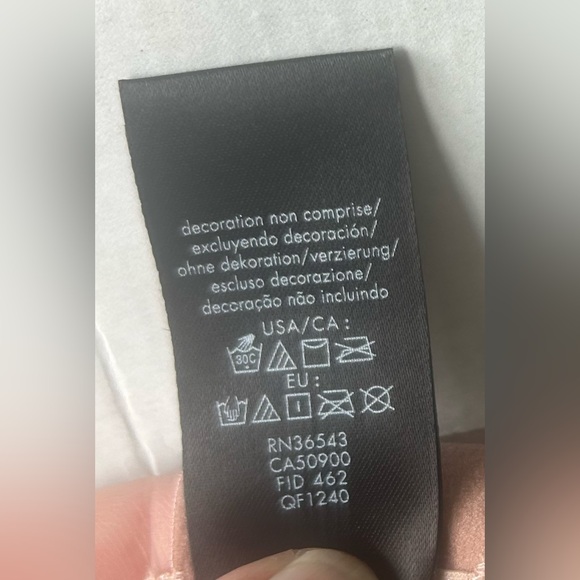 decoration non comprise/
excluyendo decoración/
ohne dekoration/verzierung/
escluso decorazione/
decoração não incluindo
USA/CA :
30C
EU :
RN36543
CA50900
FID 462
QF1240